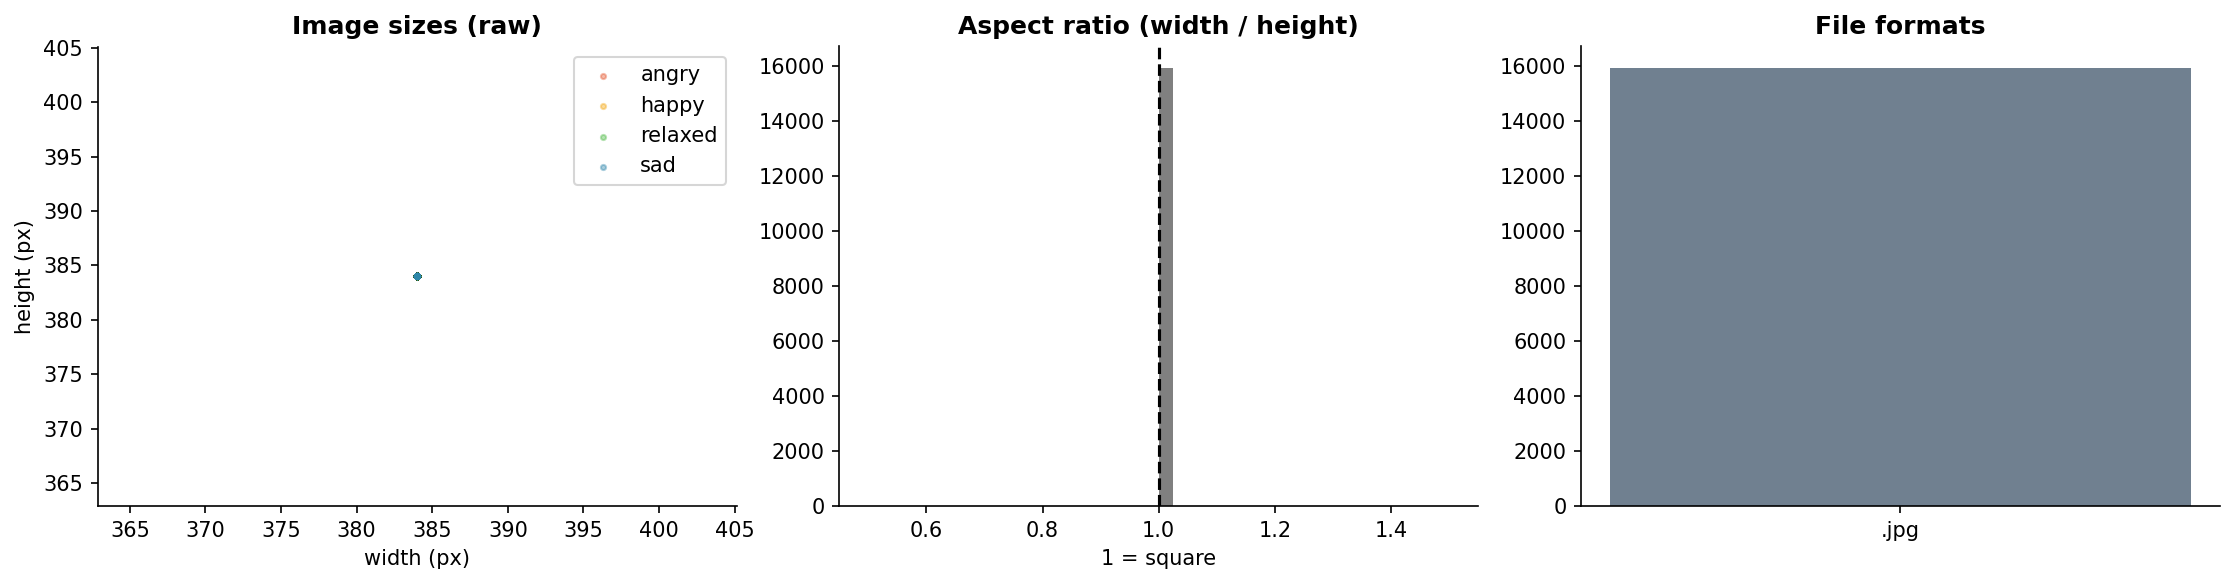 Image sizes (raw)
405
400
395
390
385
380
375
370
365
height (px)
365 370 375 380 385 390 395 400 405
width (px)
angry
happy
relaxed
sad
Aspect ratio (width / height)
16000
14000
12000
10000
8000
6000
4000
2000
0
0.6 0.8 1.0 1.2 1.4
1 = square
File formats
16000
14000
12000
10000
8000
6000
4000
2000
0
.jpg